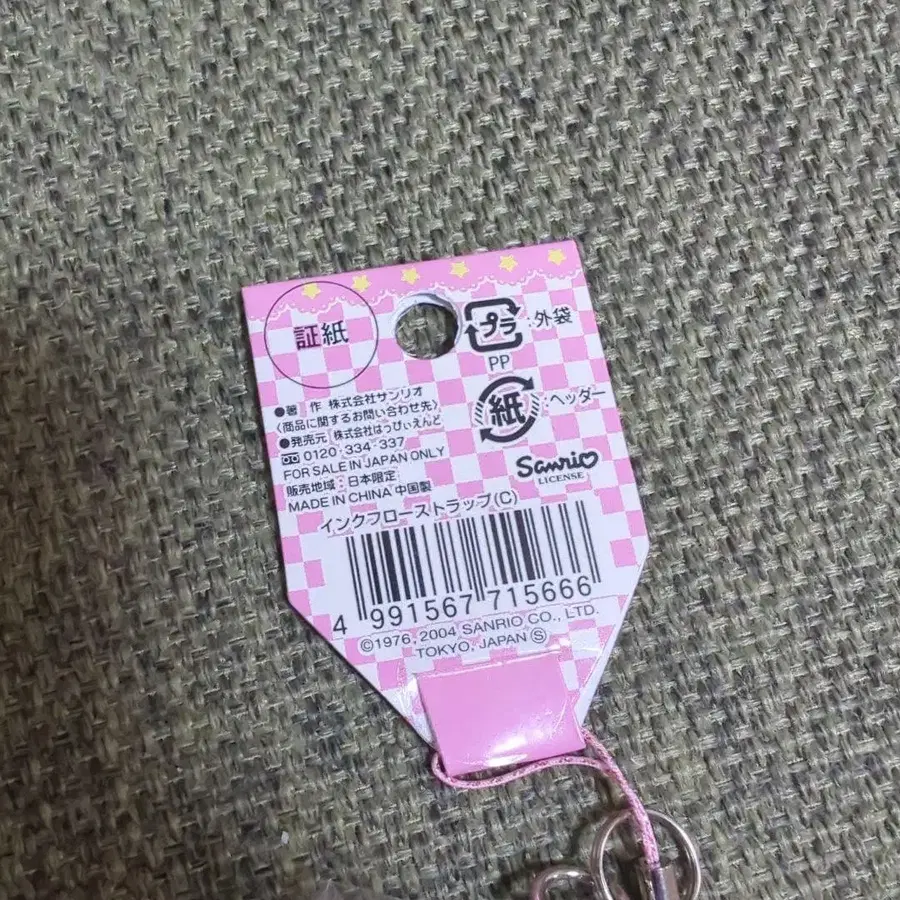 証紙
プラ :外袋
PP
紙 :ヘッダー
●著 作 株式会社サンリオ
〈商品に関するお問い合わせ先〉
●発売元 株式会社はっぴぃえんど
0120-334-337
FOR SALE IN JAPAN ONLY
販売地域:日本限定
MADE IN CHINA 中国製
Sanrio
LICENSE
インクフローストラップ(C)
4 991567 715666
©1976, 2004 SANRIO CO., LTD.
TOKYO, JAPAN Ⓢ